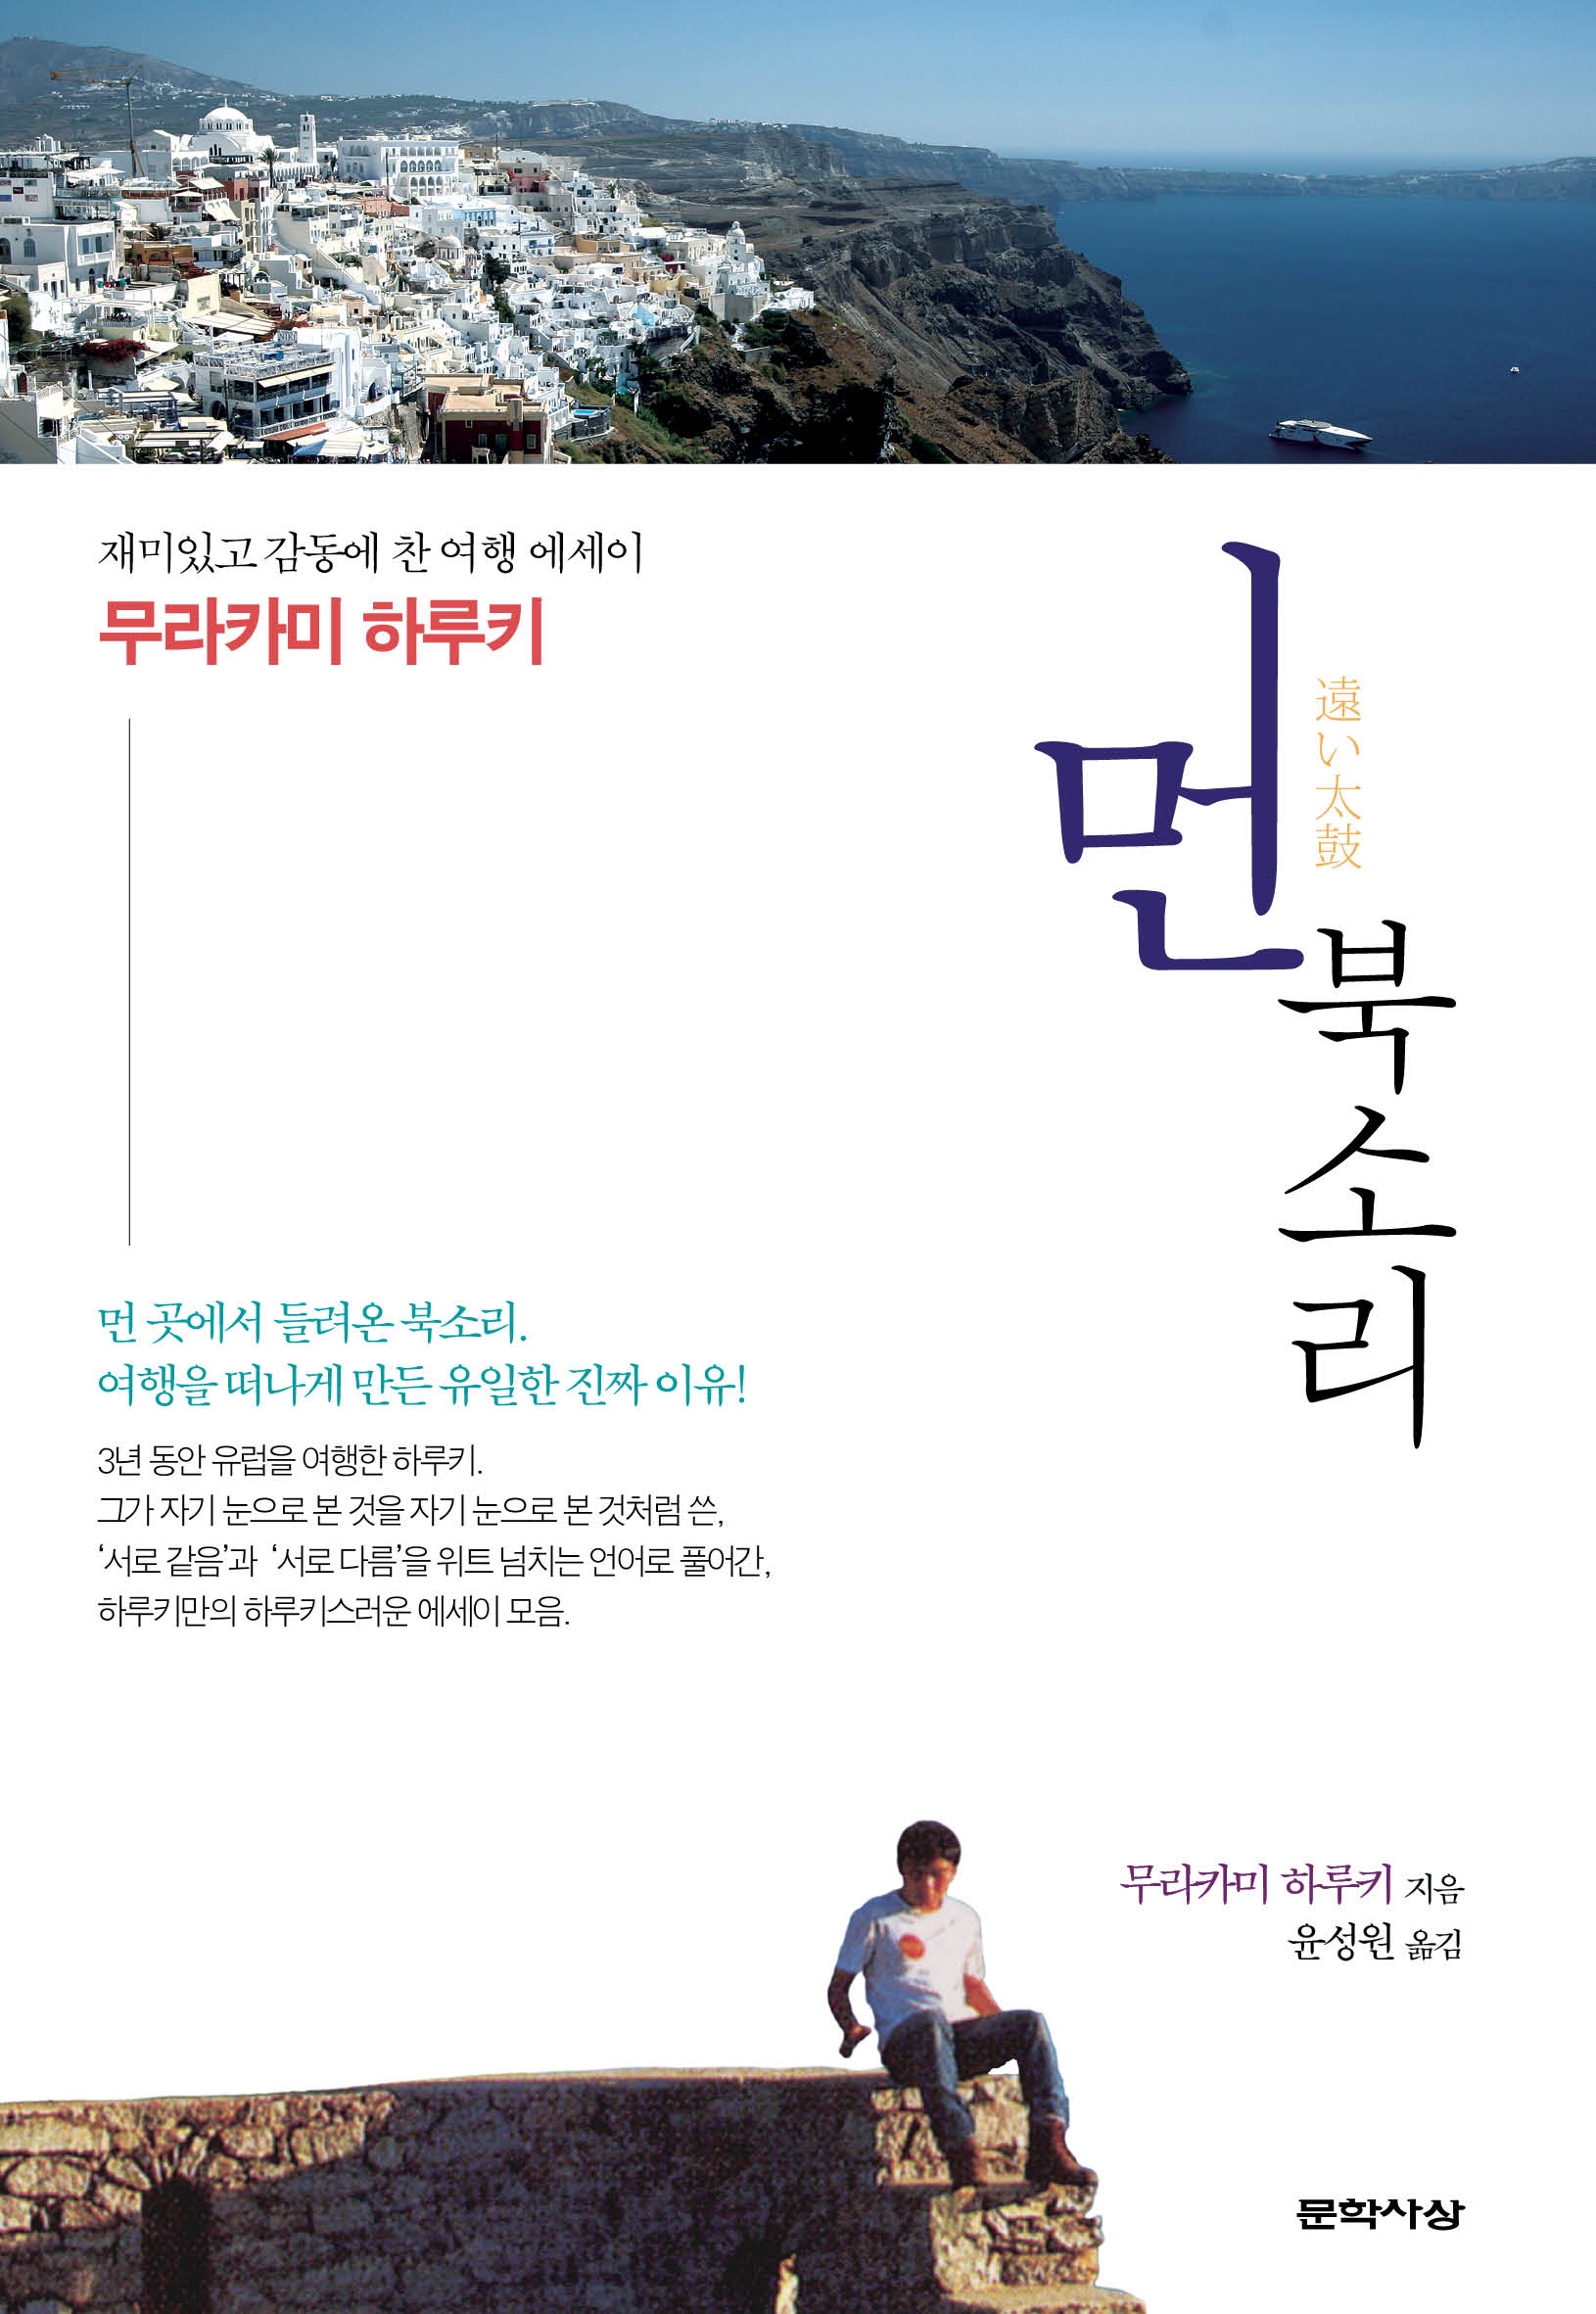 재미있고 감동에 찬 여행 에세이
무라카미 하루키
먼
遠い太鼓
북소리
먼 곳에서 들려온 북소리.
여행을 떠나게 만든 유일한 진짜 이유!
3년 동안 유럽을 여행한 하루키.
그가 자기 눈으로 본 것을 자기 눈으로 본 것처럼 쓴,
‘서로 같음’과 ‘서로 다름’을 위트 넘치는 언어로 풀어간,
하루키만의 하루키스러운 에세이 모음.
무라카미 하루키 지음
윤성원 옮김
문학사상